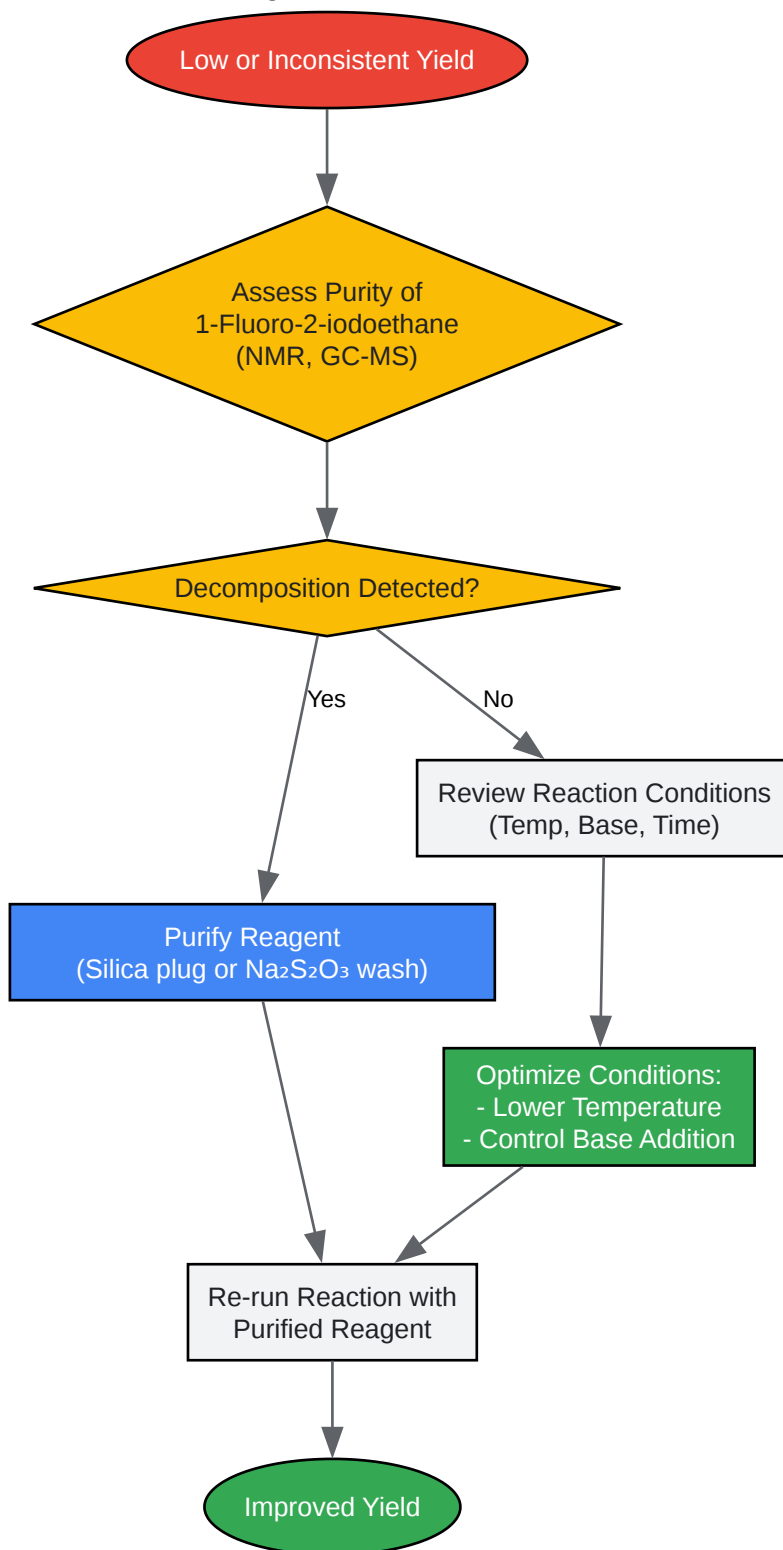 Low or Inconsistent Yield
Assess Purity of
1-Fluoro-2-iodoethane
(NMR, GC-MS)
Decomposition Detected?
Yes
No
Review Reaction Conditions
(Temp, Base, Time)
Purify Reagent
(Silica plug or Na₂S₂O₃ wash)
Optimize Conditions:
- Lower Temperature
- Control Base Addition
Re-run Reaction with
Purified Reagent
Improved Yield